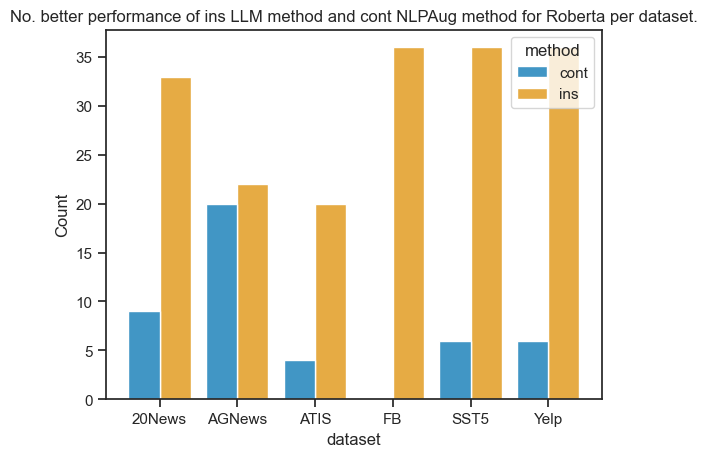 No. better performance of ins LLM method and cont NLPAug method for Roberta per dataset.
method
cont
ins
Count
35
30
25
20
15
10
5
0
20News AGNews ATIS FB SST5 Yelp
dataset